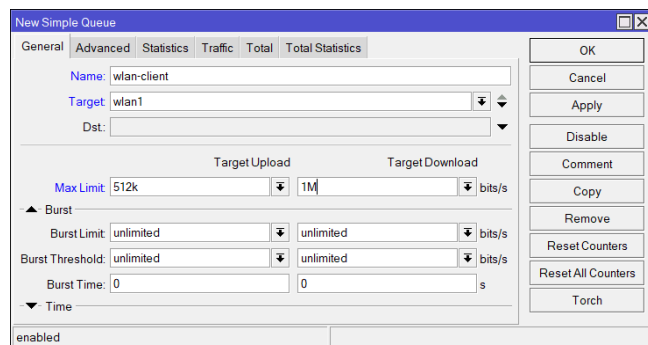 New Simple Queue
General Advanced Statistics Traffic Total Total Statistics
Name: wlan-client
Target: wlan1
Dst.:
Target Upload Target Download
Max Limit: 512k 1M bits/s
Burst
Burst Limit: unlimited unlimited bits/s
Burst Threshold: unlimited unlimited bits/s
Burst Time: 0 0 s
Time
enabled
OK
Cancel
Apply
Disable
Comment
Copy
Remove
Reset Counters
Reset All Counters
Torch